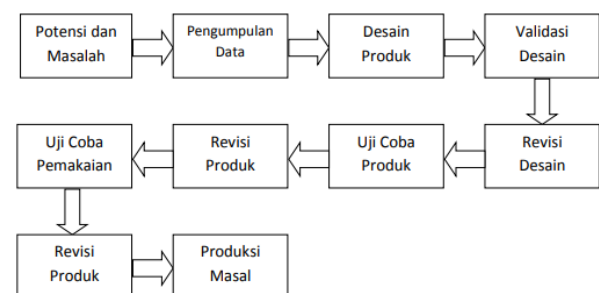 Potensi dan
Masalah
Pengumpulan
Data
Desain
Produk
Validasi
Desain
Revisi
Desain
Uji Coba
Produk
Revisi
Produk
Uji Coba
Pemakaian
Revisi
Produk
Produksi
Masal